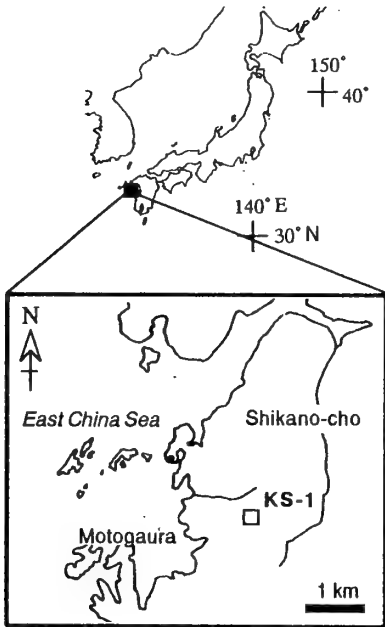 150°
40°
140° E
30° N
N
East China Sea
Shikano-cho
KS-1
Motogaura
1 km